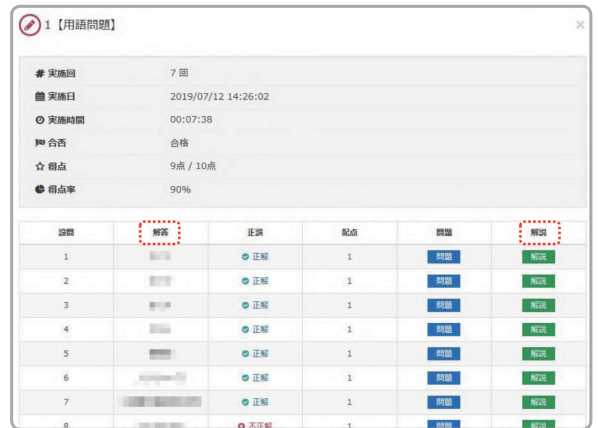 1【用語問題】 ×
# 実施回 7 回
実施日 2019/07/12 14:26:02
実施時間 00:07:38
合否 合格
得点 9点 / 10点
得点率 90%
設問 解答 正誤 配点 問題 解説
1 正解 1 問題 解説
2 正解 1 問題 解説
3 正解 1 問題 解説
4 正解 1 問題 解説
5 正解 1 問題 解説
6 正解 1 問題 解説
7 正解 1 問題 解説
8 不正解 1 問題 解説